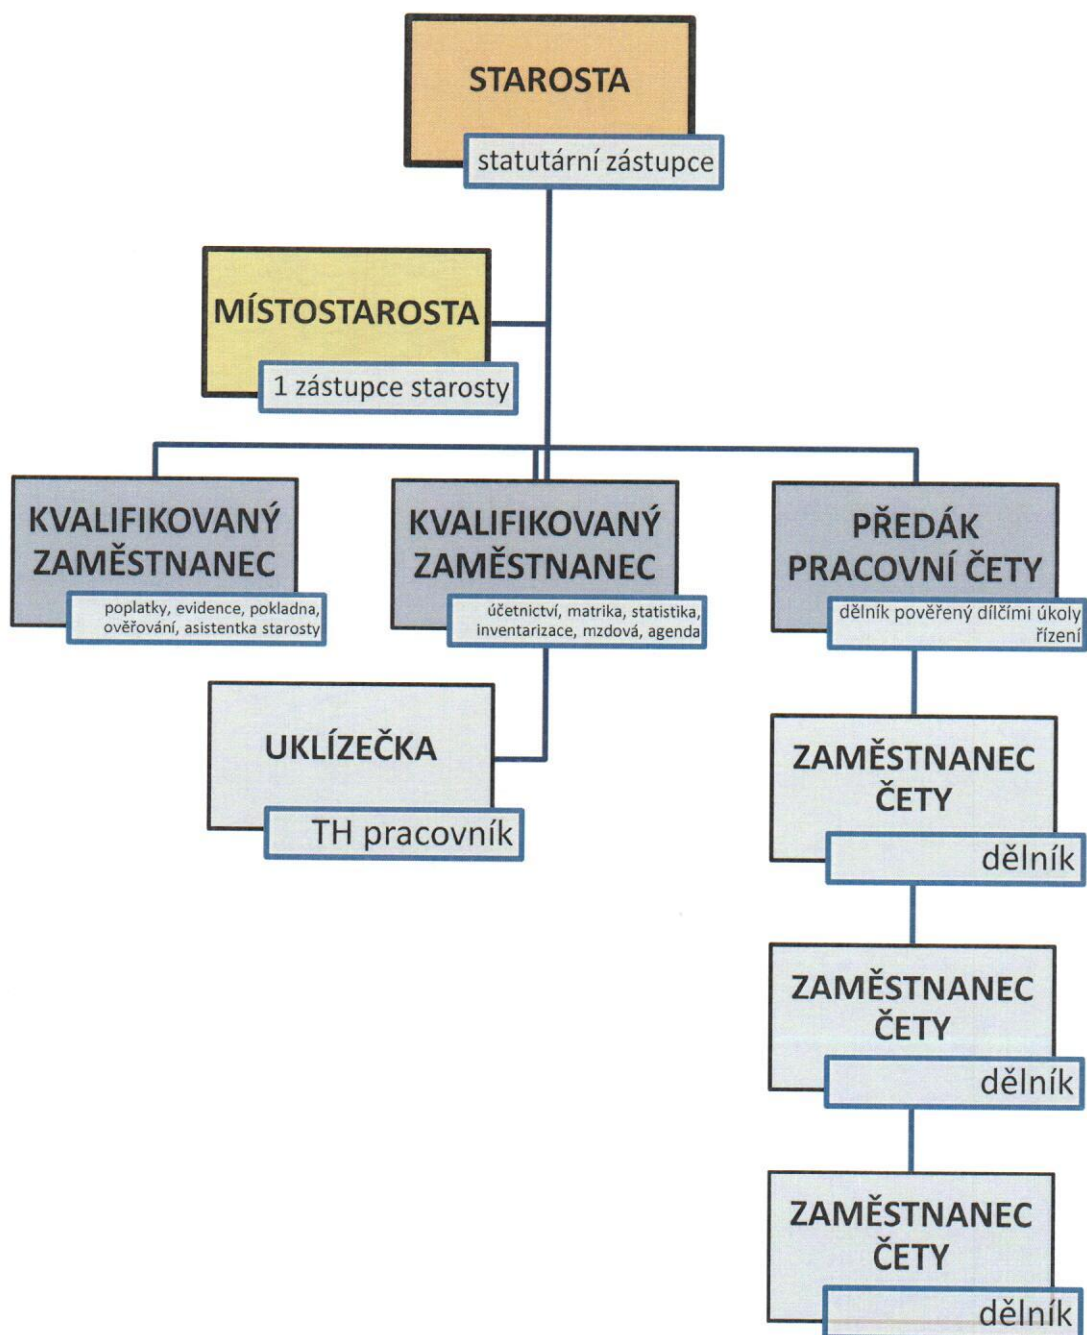 STAROSTA
statutární zástupce
MÍSTOSTAROSTA
1 zástupce starosty
KVALIFIKOVANÝ
ZAMĚSTNANEC
poplatky, evidence, pokladna,
ověřování, asistentka starosty
KVALIFIKOVANÝ
ZAMĚSTNANEC
účetnictví, matrika, statistika,
inventarizace, mzdová, agenda
PŘEDÁK
PRACOVNÍ ČETY
dělník pověřený dílčími úkoly
řízení
UKLÍZEČKA
TH pracovník
ZAMĚSTNANEC
ČETY
dělník
ZAMĚSTNANEC
ČETY
dělník
ZAMĚSTNANEC
ČETY
dělník